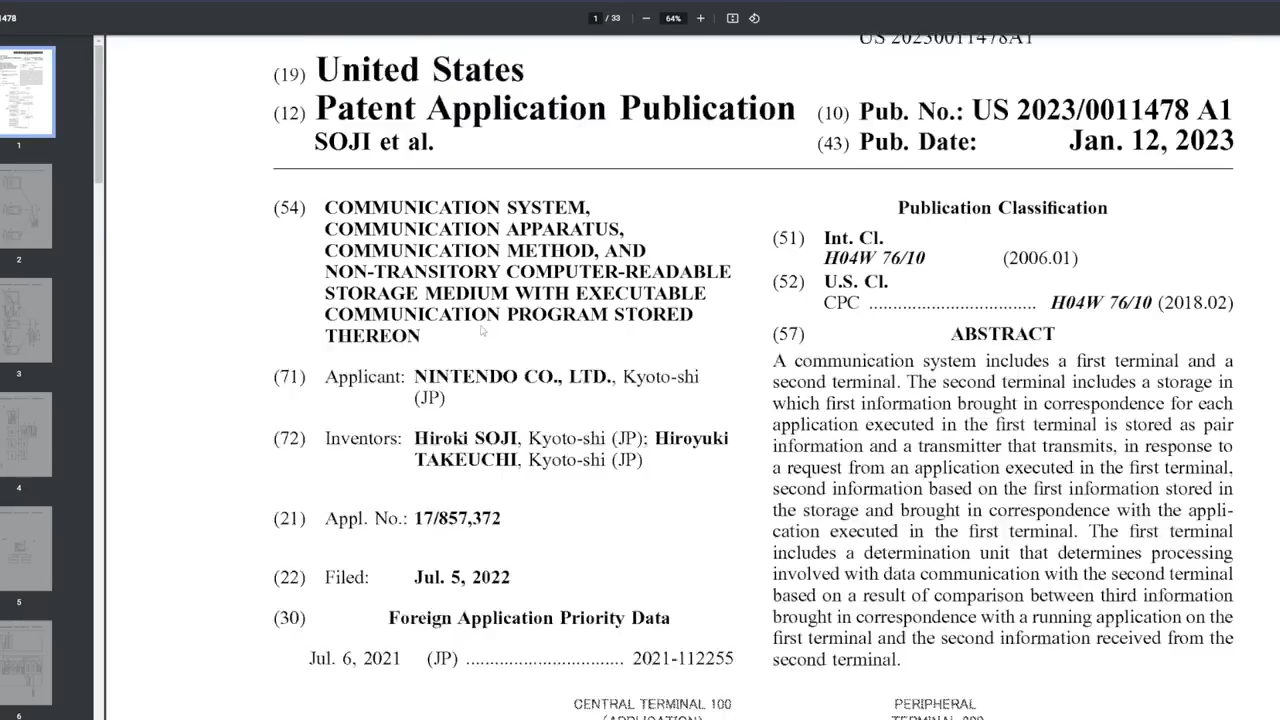 1478
1 / 33
64%
US 20230011478A1
(19) United States
(12) Patent Application Publication
SOJI et al.
(10) Pub. No.: US 2023/0011478 A1
(43) Pub. Date: Jan. 12, 2023
(54) COMMUNICATION SYSTEM,
COMMUNICATION APPARATUS,
COMMUNICATION METHOD, AND
NON-TRANSITORY COMPUTER-READABLE
STORAGE MEDIUM WITH EXECUTABLE
COMMUNICATION PROGRAM STORED
THEREON
(71) Applicant: NINTENDO CO., LTD., Kyoto-shi
(JP)
(72) Inventors: Hiroki SOJI, Kyoto-shi (JP); Hiroyuki
TAKEUCHI, Kyoto-shi (JP)
(21) Appl. No.: 17/857,372
(22) Filed: Jul. 5, 2022
(30) Foreign Application Priority Data
Jul. 6, 2021 (JP) ................................ 2021-112255
Publication Classification
(51) Int. Cl.
H04W 76/10 (2006.01)
(52) U.S. Cl.
CPC .................................. H04W 76/10 (2018.02)
(57) ABSTRACT
A communication system includes a first terminal and a
second terminal. The second terminal includes a storage in
which first information brought in correspondence for each
application executed in the first terminal is stored as pair
information and a transmitter that transmits, in response to
a request from an application executed in the first terminal,
second information based on the first information stored in
the storage and brought in correspondence with the appli-
cation executed in the first terminal. The first terminal
includes a determination unit that determines processing
involved with data communication with the second terminal
based on a result of comparison between third information
brought in correspondence with a running application on the
first terminal and the second information received from the
second terminal.
CENTRAL TERMINAL 100
(APPLICATION)
PERIPHERAL
TERMINAL 200
1
2
3
4
5
6